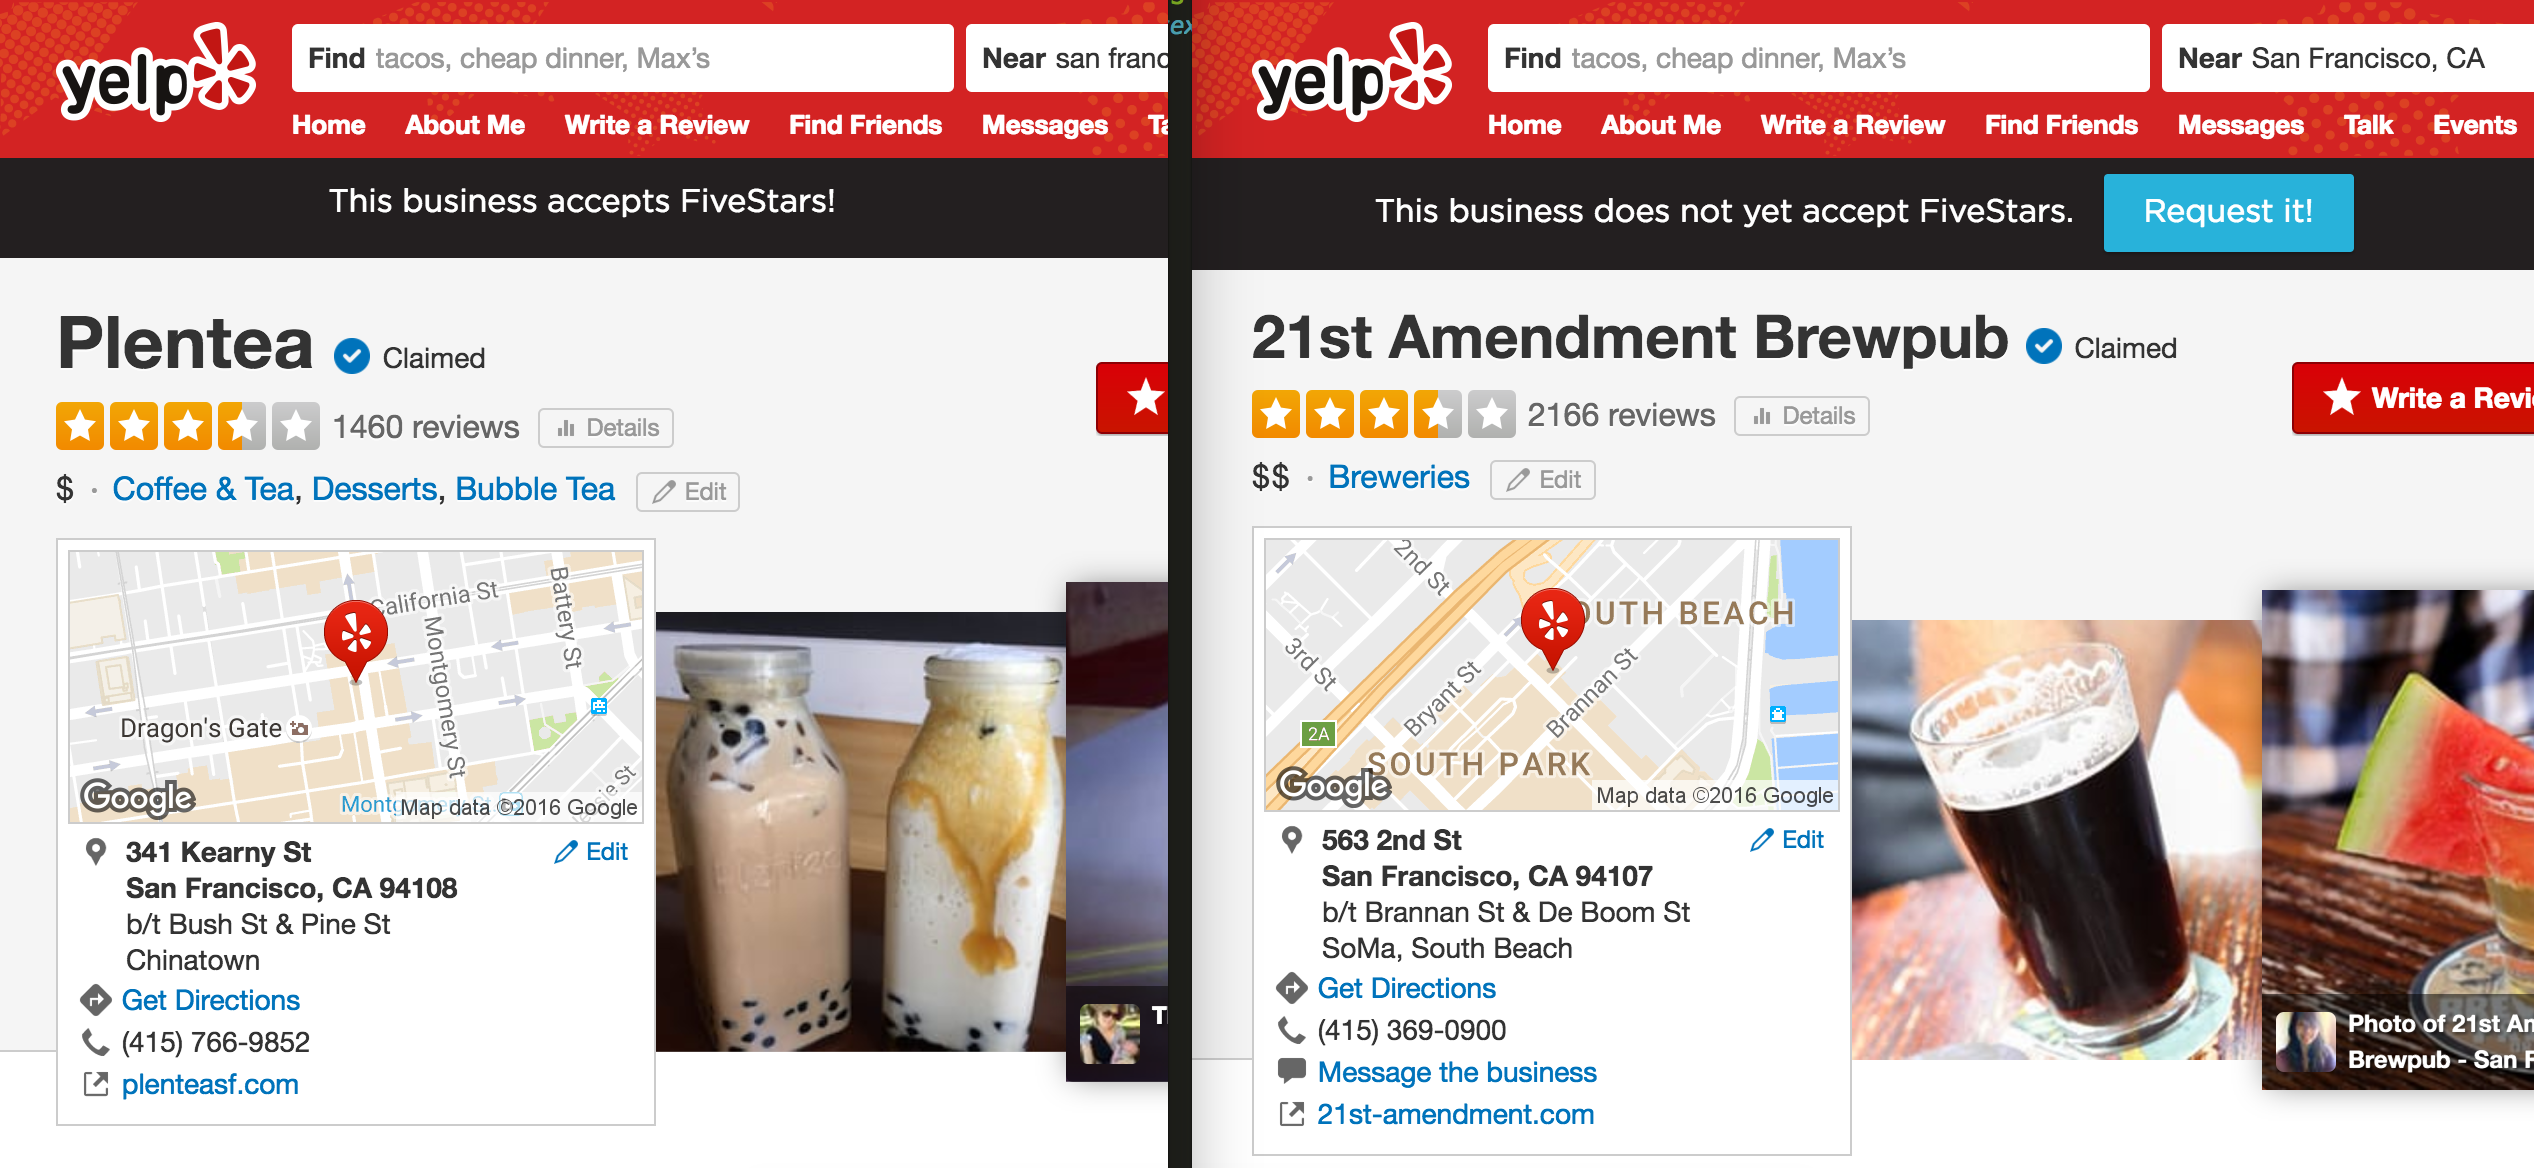 yelp
Find tacos, cheap dinner, Max's
Near san franc
Home About Me Write a Review Find Friends Messages Ta
This business accepts FiveStars!
Plentea Claimed
1460 reviews Details
$ · Coffee & Tea, Desserts, Bubble Tea Edit
California St
Battery St
Montgomery St
Dragon's Gate
Google
Map data ©2016 Google
341 Kearny St Edit
San Francisco, CA 94108
b/t Bush St & Pine St
Chinatown
Get Directions
(415) 766-9852
plenteasf.com
yelp
Find tacos, cheap dinner, Max's
Near San Francisco, CA
Home About Me Write a Review Find Friends Messages Talk Events
This business does not yet accept FiveStars. Request it!
21st Amendment Brewpub Claimed
Write a Revi
2166 reviews Details
$$ · Breweries Edit
2nd St
OUTH BEACH
3rd St
Bryant St
Brannan St
2A
SOUTH PARK
Google
Map data ©2016 Google
563 2nd St Edit
San Francisco, CA 94107
b/t Brannan St & De Boom St
SoMa, South Beach
Get Directions
(415) 369-0900
Message the business
21st-amendment.com
Photo of 21st An
Brewpub - San F